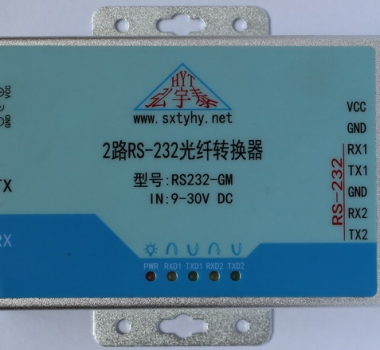 HYT
宏宇泰
www.sxtyhy.net
2路RS-232光纤转换器
型号:RS232-GM
IN:9-30V DC
VCC
GND
RX1
TX1
GND
RX2
TX2
RS-232
TX
RX
PWR RXD1 TXD1 RXD2 TXD2